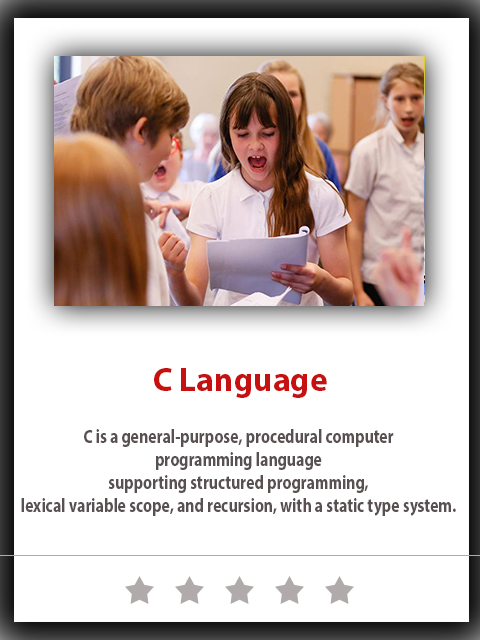 C Language
C is a general-purpose, procedural computer
programming language
supporting structured programming,
lexical variable scope, and recursion, with a static type system.